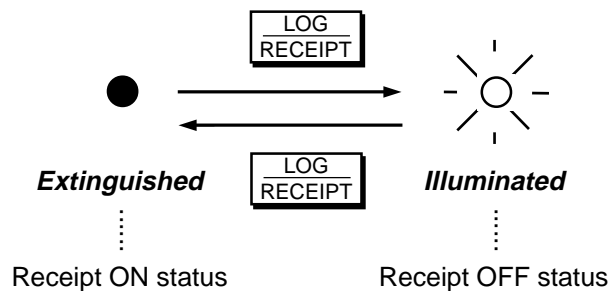 LOG
RECEIPT
LOG
RECEIPT
Extinguished
Illuminated
Receipt ON status
Receipt OFF status